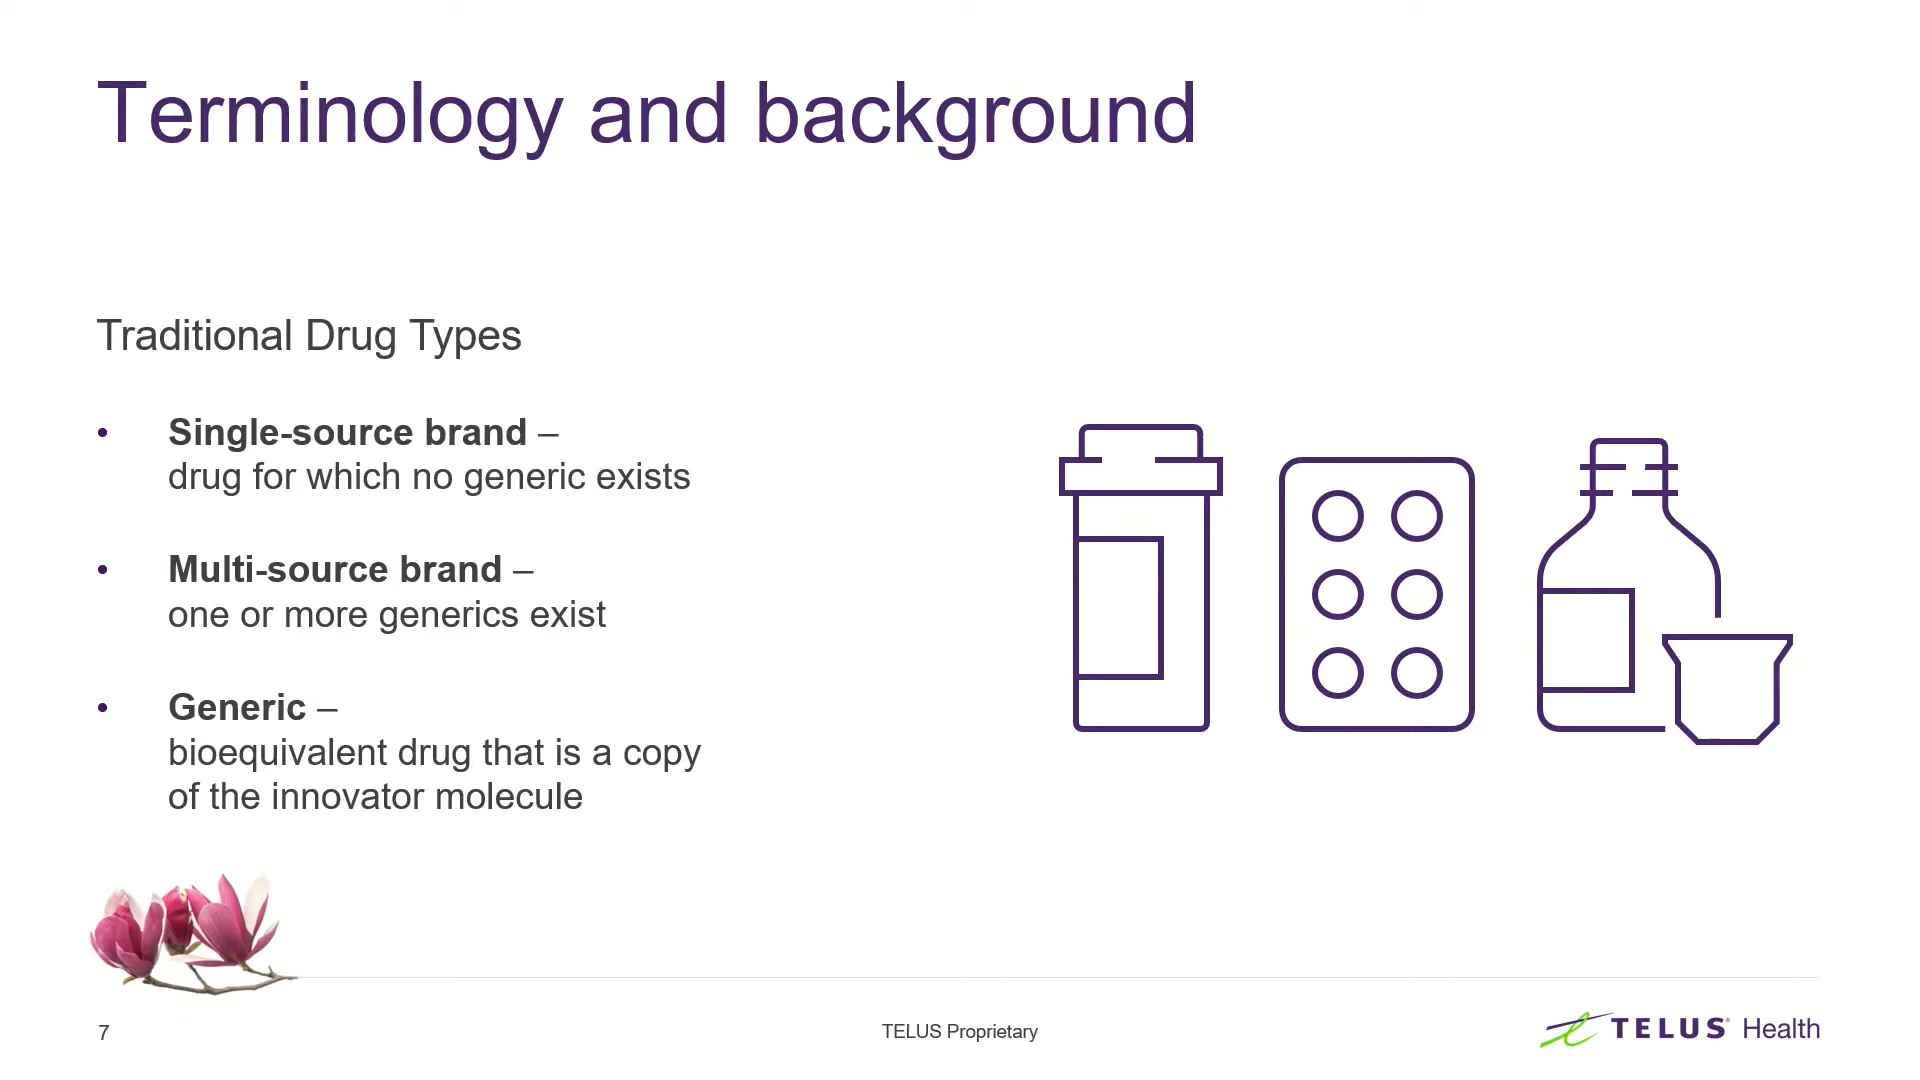 Terminology and background
Traditional Drug Types
• Single-source brand –
drug for which no generic exists
• Multi-source brand –
one or more generics exist
• Generic –
bioequivalent drug that is a copy
of the innovator molecule
7
TELUS Proprietary
TELUS® Health